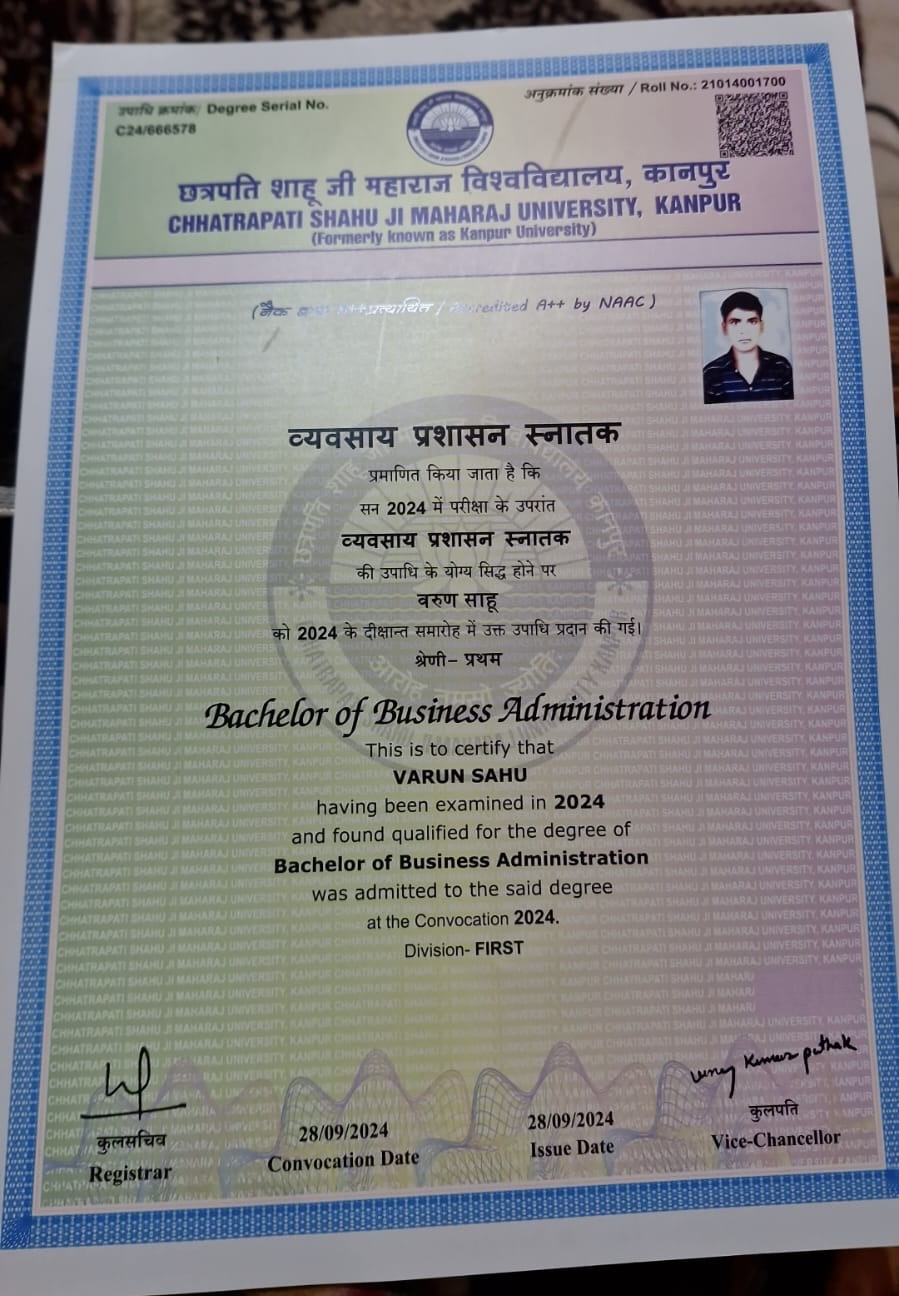 उपाधि क्रमांक/ Degree Serial No.
C24/666578
अनुक्रमांक संख्या / Roll No.: 21014001700
छत्रपति शाहू जी महाराज विश्वविद्यालय, कानपुर
CHHATRAPATI SHAHU JI MAHARAJ UNIVERSITY, KANPUR
(Formerly known as Kanpur University)
(नैक द्वारा A++प्रत्यायित / Accredited A++ by NAAC)
व्यवसाय प्रशासन स्नातक
प्रमाणित किया जाता है कि
सन 2024 में परीक्षा के उपरांत
व्यवसाय प्रशासन स्नातक
की उपाधि के योग्य सिद्ध होने पर
वरुण साहू
को 2024 के दीक्षान्त समारोह में उक्त उपाधि प्रदान की गई।
श्रेणी– प्रथम
Bachelor of Business Administration
This is to certify that
VARUN SAHU
having been examined in 2024
and found qualified for the degree of
Bachelor of Business Administration
was admitted to the said degree
at the Convocation 2024.
Division- FIRST
कुलसचिव
Registrar
28/09/2024
Convocation Date
28/09/2024
Issue Date
Vinay Kumar Pathak
कुलपति
Vice-Chancellor